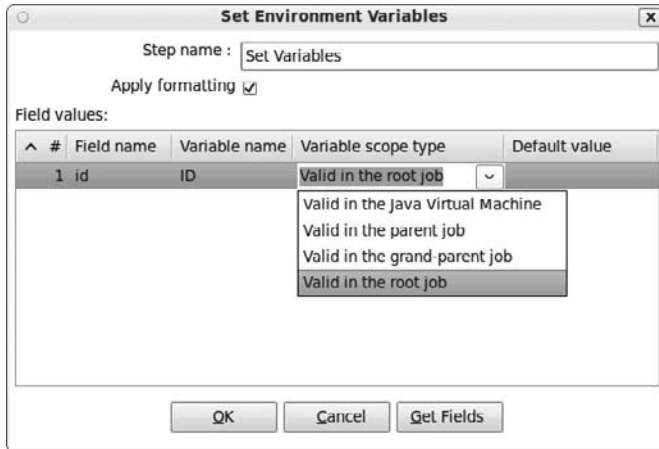 Set Environment Variables
Step name : Set Variables
Apply formatting
Field values:
# Field name Variable name Variable scope type Default value
1 id ID Valid in the root job
Valid in the Java Virtual Machine
Valid in the parent job
Valid in the grand-parent job
Valid in the root job
OK Cancel Get Fields